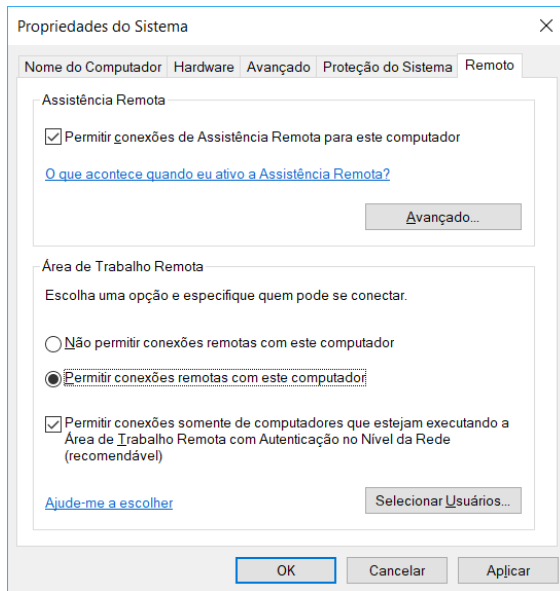 Propriedades do Sistema
Nome do Computador Hardware Avançado Proteção do Sistema Remoto
Assistência Remota
Permitir conexões de Assistência Remota para este computador
O que acontece quando eu ativo a Assistência Remota?
Avançado...
Área de Trabalho Remota
Escolha uma opção e especifique quem pode se conectar.
Não permitir conexões remotas com este computador
Permitir conexões remotas com este computador
Permitir conexões somente de computadores que estejam executando a
Área de Trabalho Remota com Autenticação no Nível da Rede
(recomendável)
Ajude-me a escolher
Selecionar Usuários...
OK Cancelar Aplicar